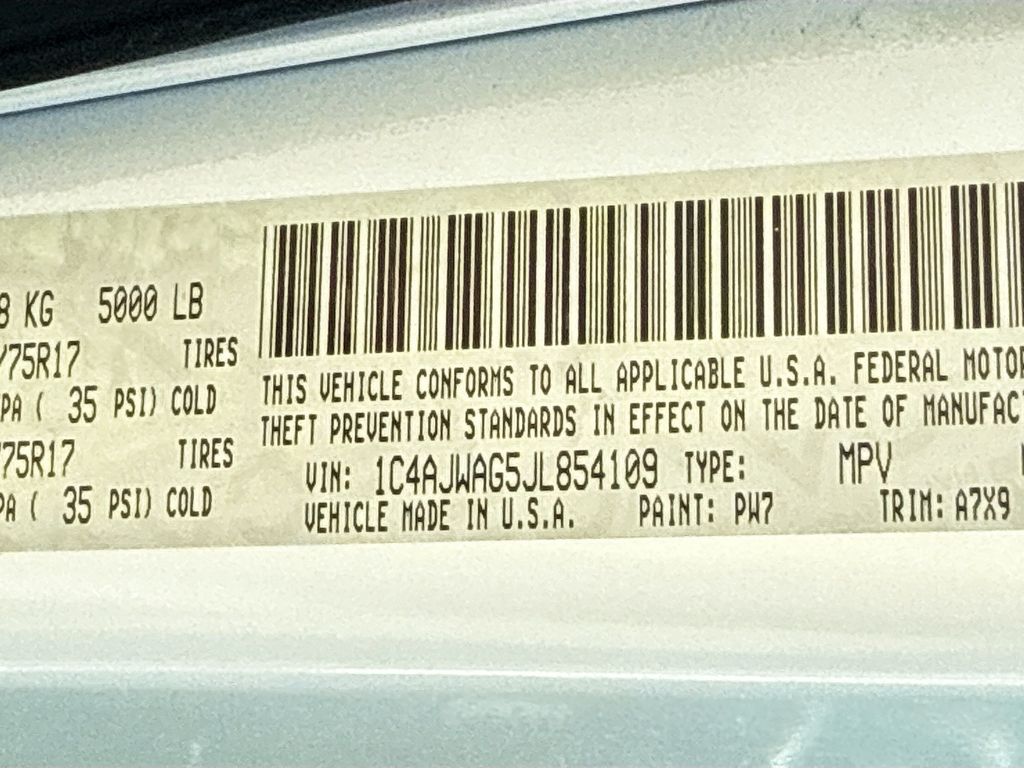 8 KG 5000 LB
/75R17 TIRES
PA ( 35 PSI) COLD
75R17 TIRES
PA ( 35 PSI) COLD
THIS VEHICLE CONFORMS TO ALL APPLICABLE U.S.A. FEDERAL MOTOR
THEFT PREVENTION STANDARDS IN EFFECT ON THE DATE OF MANUFAC
VIN: 1C4AJWAG5JL854109 TYPE: MPV
VEHICLE MADE IN U.S.A. PAINT: PW7 TRIM: A7X9